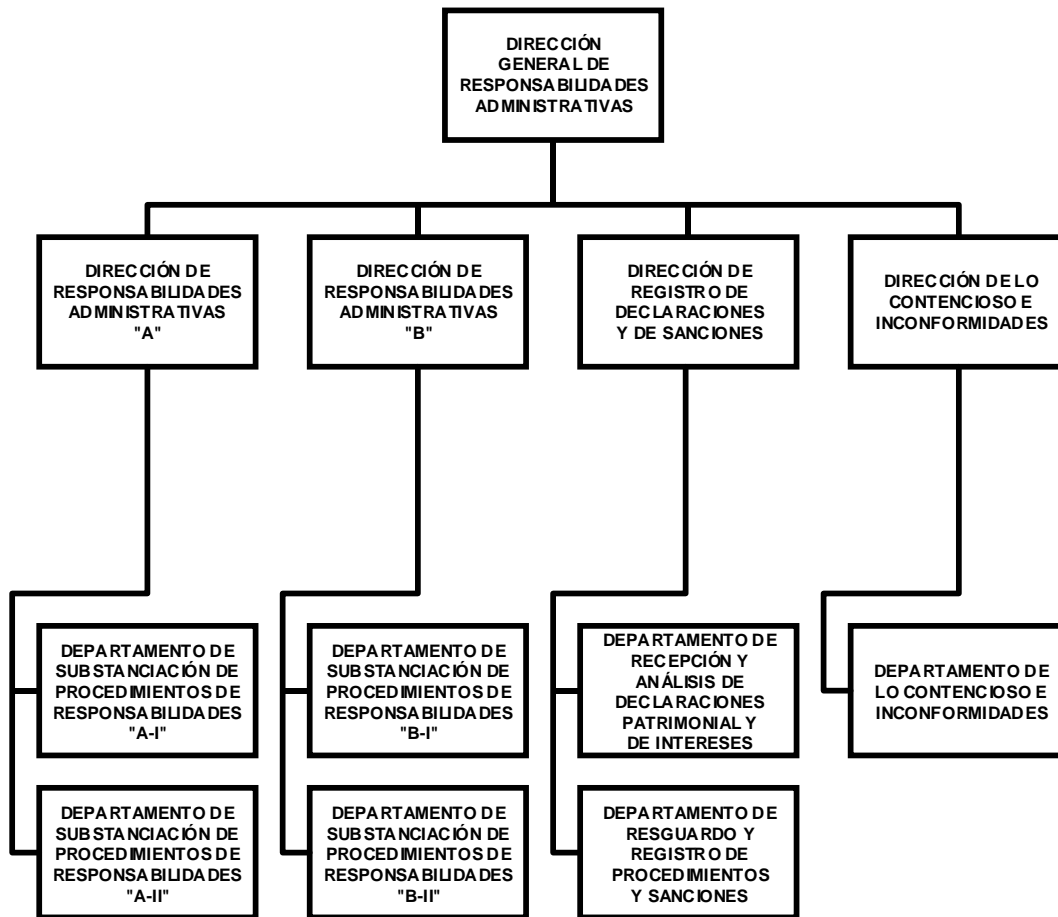 DIRECCIÓN
GENERAL DE
RESPONSABILIDADES
ADMINISTRATIVAS
DIRECCIÓN DE
RESPONSABILIDADES
ADMINISTRATIVAS
"A"
DIRECCIÓN DE
RESPONSABILIDADES
ADMINISTRATIVAS
"B"
DIRECCIÓN DE
REGISTRO DE
DECLARACIONES
Y DE SANCIONES
DIRECCIÓN DE LO
CONTENCIOSO E
INCONFORMIDADES
DEPARTAMENTO DE
SUBSTANCIACIÓN DE
PROCEDIMIENTOS DE
RESPONSABILIDADES
"A-I"
DEPARTAMENTO DE
SUBSTANCIACIÓN DE
PROCEDIMIENTOS DE
RESPONSABILIDADES
"B-I"
DEPARTAMENTO DE
RECEPCIÓN Y
ANÁLISIS DE
DECLARACIONES
PATRIMONIAL Y
DE INTERESES
DEPARTAMENTO DE
LO CONTENCIOSO E
INCONFORMIDADES
DEPARTAMENTO DE
SUBSTANCIACIÓN DE
PROCEDIMIENTOS DE
RESPONSABILIDADES
"A-II"
DEPARTAMENTO DE
SUBSTANCIACIÓN DE
PROCEDIMIENTOS DE
RESPONSABILIDADES
"B-II"
DEPARTAMENTO DE
RESGUARDO Y
REGISTRO DE
PROCEDIMIENTOS
Y SANCIONES